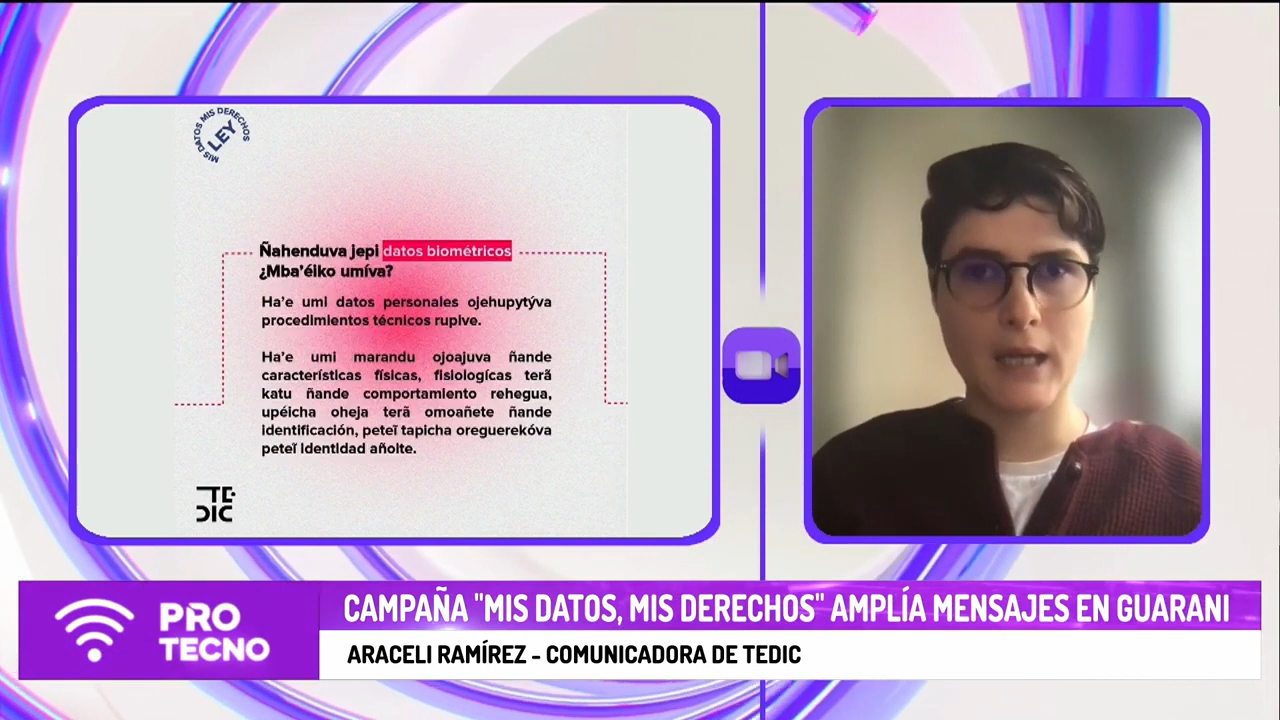 MIS DATOS MIS DERECHOS
LEY
Ñahenduva jepi datos biométricos
¿Mba'éiko umíva?
Ha'e umi datos personales ojehupytýva
procedimientos técnicos rupive.
Ha'e umi marandu ojoajuva ñande
características físicas, fisiologícas terã
katu ñande comportamiento rehegua,
upéicha oheja terã omoañete ñande
identificación, peteĩ tapicha oreguerekóva
peteĩ identidad añoite.
TEDIC
PRO
TECNO
CAMPAÑA "MIS DATOS, MIS DERECHOS" AMPLÍA MENSAJES EN GUARANI
ARACELI RAMÍREZ - COMUNICADORA DE TEDIC